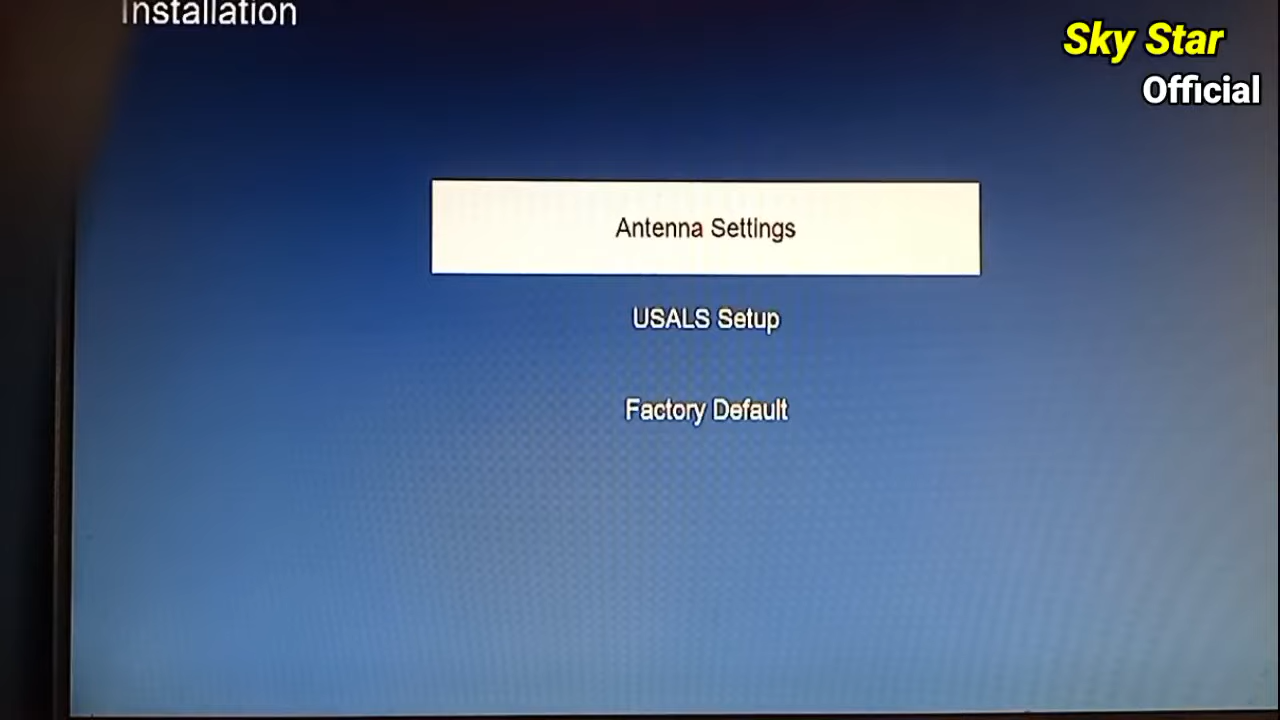 Installation
Sky Star
Official
Antenna Settings
USALS Setup
Factory Default